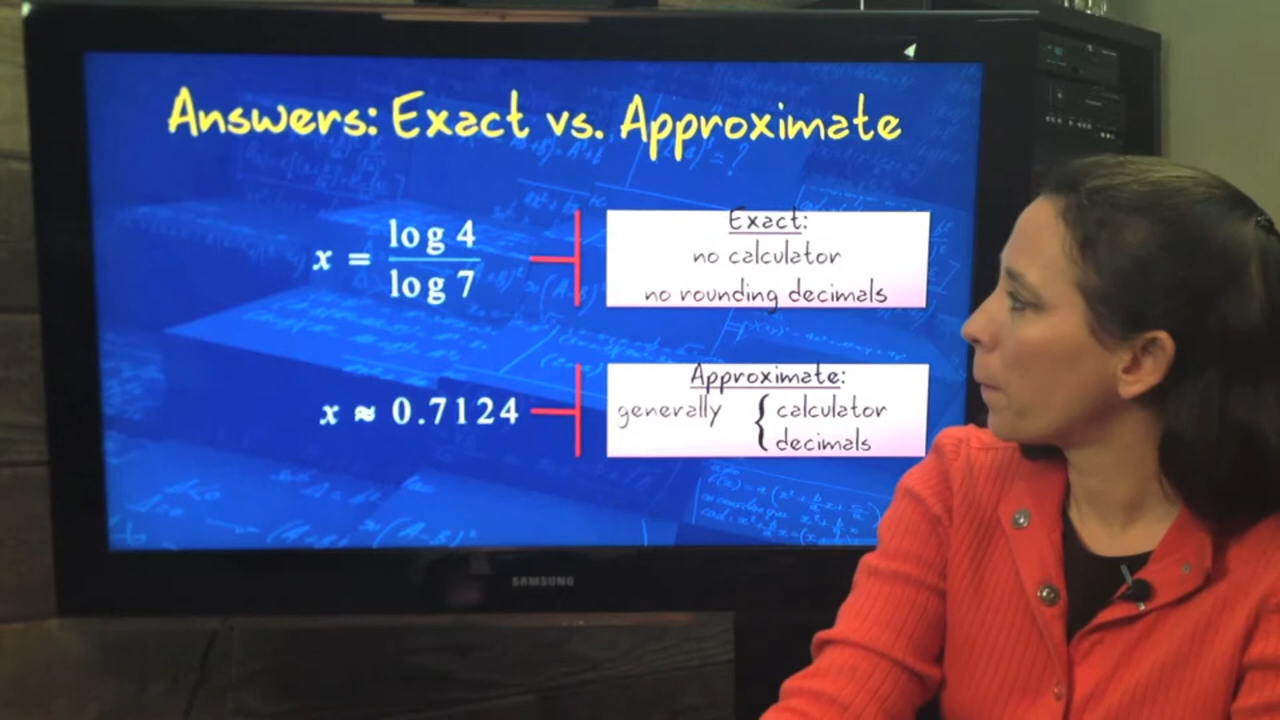 Answers: Exact vs. Approximate
x = log 4 / log 7
Exact:
no calculator
no rounding decimals
x ≈ 0.7124
Approximate:
generally { calculator
decimals
SAMSUNG